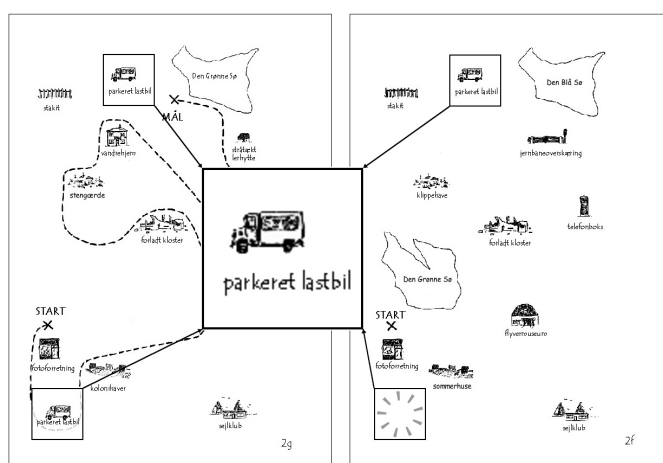 parkeret lastbil
Den Grønne Sø
stakit
MÅL
vandrehjem
stråtækt
lerhytte
stengærde
forladt kloster
START
fotoforretning
kolonihaver
parkeret lastbil
sejlklub
2g
parkeret lastbil
parkeret lastbil
Den Blå Sø
stakit
jernbaneoverskæring
klippehave
telefonboks
forladt kloster
Den Grønne Sø
START
flyvermuseum
fotoforretning
sommerhuse
sejlklub
2f